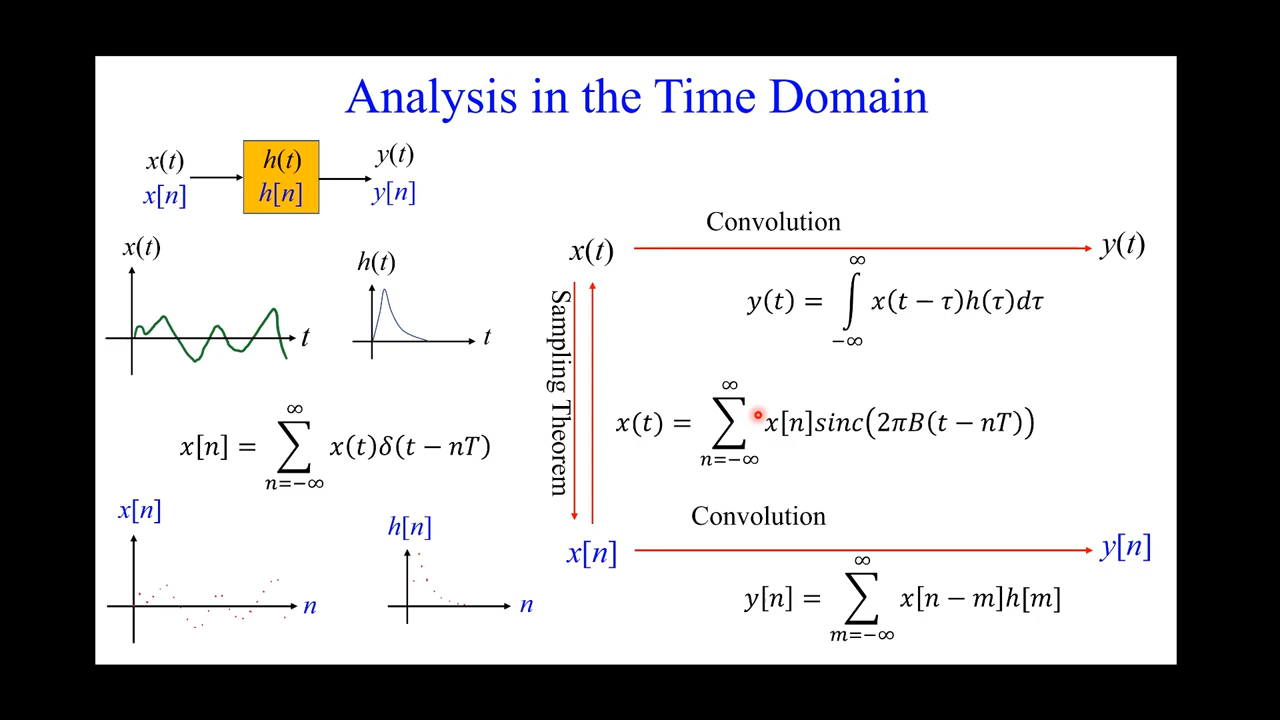 Analysis in the Time Domain
x(t)
x[n]
h(t)
h[n]
y(t)
y[n]
x(t)
t
h(t)
t
x[n] = ∑_{n=−∞}^{∞} x(t)δ(t − nT)
x[n]
n
h[n]
n
Convolution
x(t)
y(t)
y(t) = ∫_{−∞}^{∞} x(t − τ)h(τ)dτ
Sampling Theorem
x(t) = ∑_{n=−∞}^{∞} x[n]sinc(2πB(t − nT))
Convolution
x[n]
y[n]
y[n] = ∑_{m=−∞}^{∞} x[n − m]h[m]